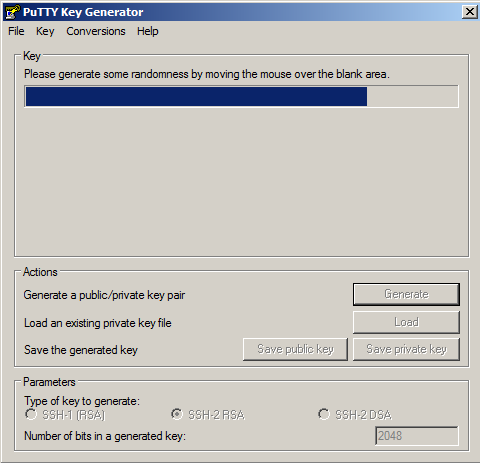 PuTTY Key Generator
File Key Conversions Help
Key
Please generate some randomness by moving the mouse over the blank area.
Actions
Generate a public/private key pair
Generate
Load an existing private key file
Load
Save the generated key
Save public key
Save private key
Parameters
Type of key to generate:
SSH-1 (RSA) SSH-2 RSA SSH-2 DSA
Number of bits in a generated key:
2048